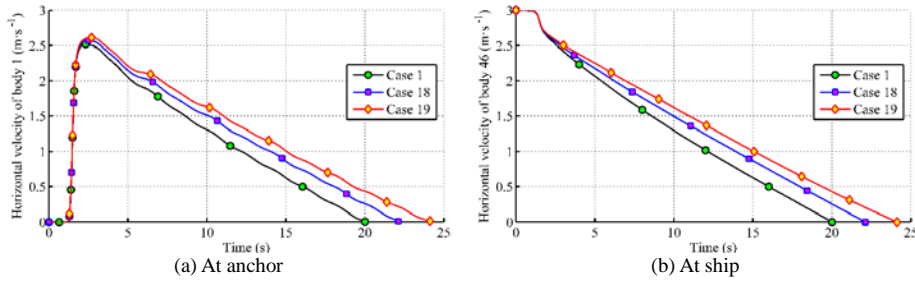 (a) (b)
Horizontal velocity of body 1 (m·s⁻¹)
3
2.5
2
1.5
1
0.5
0
0 5 10 15 20 25
Time (s)
Case 1
Case 18
Case 19
(a) At anchor
Horizontal velocity of body 46 (m·s⁻¹)
3
2.5
2
1.5
1
0.5
0
0 5 10 15 20 25
Time (s)
Case 1
Case 18
Case 19
(b) At ship